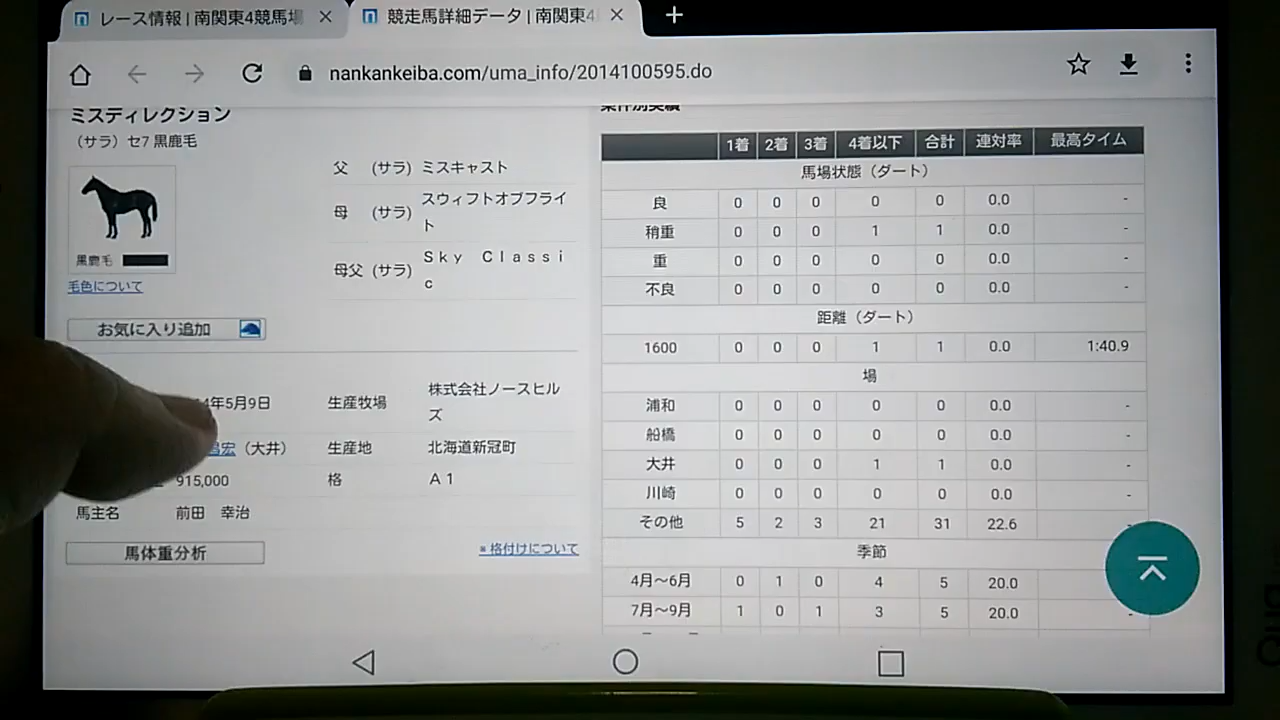 レース情報 | 南関東4競馬場
競走馬詳細データ | 南関東4
nankankeiba.com/uma_info/2014100595.do
ミスディレクション
（サラ）セ7 黒鹿毛
黒鹿毛
毛色について
父 （サラ） ミスキャスト
母 （サラ） スウィフトオブフライ
ト
母父（サラ） Ｓｋｙ Ｃｌａｓｓｉ
ｃ
お気に入り追加
4年5月9日 生産牧場 株式会社ノースヒル
ズ
昌宏（大井） 生産地 北海道新冠町
915,000 格 Ａ１
馬主名 前田 幸治
馬体重分析
※格付けについて
条件別実績
1着 2着 3着 4着以下 合計 連対率 最高タイム
馬場状態（ダート）
良 0 0 0 0 0 0.0 -
稍重 0 0 0 1 1 0.0 -
重 0 0 0 0 0 0.0 -
不良 0 0 0 0 0 0.0 -
距離（ダート）
1600 0 0 0 1 1 0.0 1:40.9
場
浦和 0 0 0 0 0 0.0 -
船橋 0 0 0 0 0 0.0 -
大井 0 0 0 1 1 0.0 -
川崎 0 0 0 0 0 0.0 -
その他 5 2 3 21 31 22.6 -
季節
4月～6月 0 1 0 4 5 20.0
7月～9月 1 0 1 3 5 20.0 -